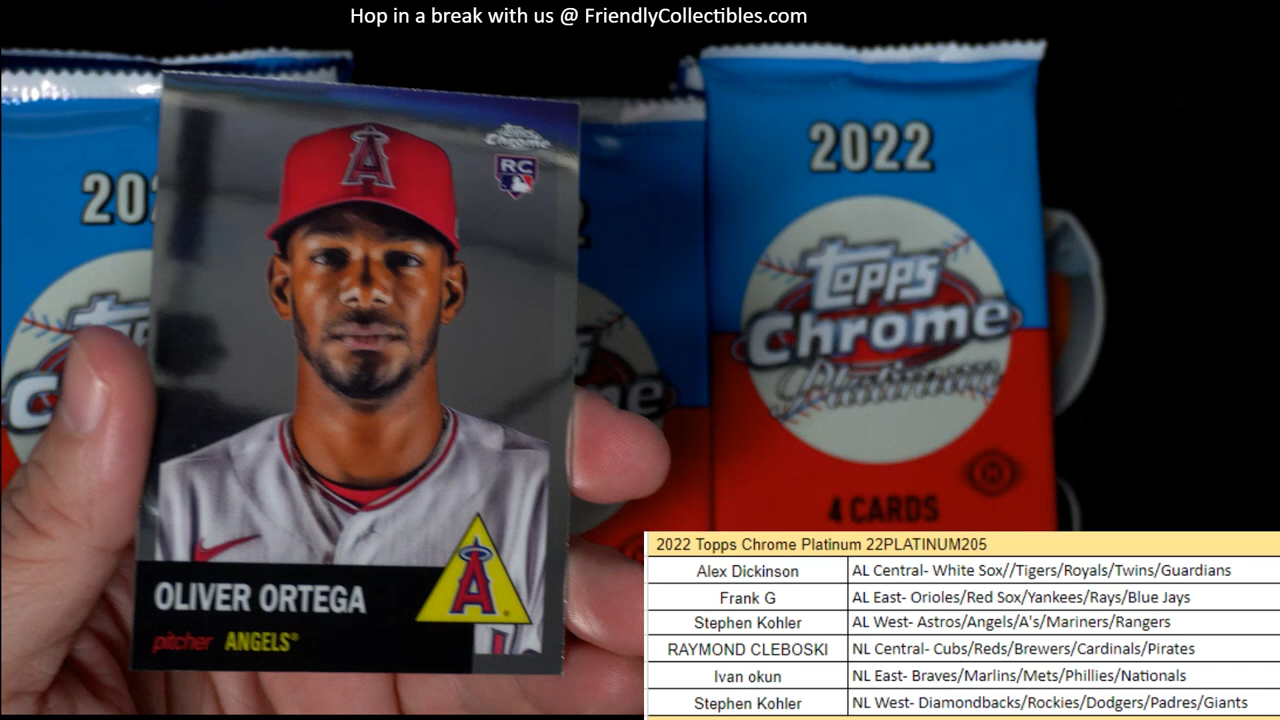 Hop in a break with us @ FriendlyCollectibles.com
Topps
Chrome
RC
A
OLIVER ORTEGA
pitcher ANGELS®
A
202
2022
Topps
Chrome
Platinum
4 CARDS
2022 Topps Chrome Platinum 22PLATINUM205
Alex Dickinson AL Central- White Sox//Tigers/Royals/Twins/Guardians
Frank G AL East- Orioles/Red Sox/Yankees/Rays/Blue Jays
Stephen Kohler AL West- Astros/Angels/A's/Mariners/Rangers
RAYMOND CLEBOSKI NL Central- Cubs/Reds/Brewers/Cardinals/Pirates
Ivan okun NL East- Braves/Marlins/Mets/Phillies/Nationals
Stephen Kohler NL West- Diamondbacks/Rockies/Dodgers/Padres/Giants